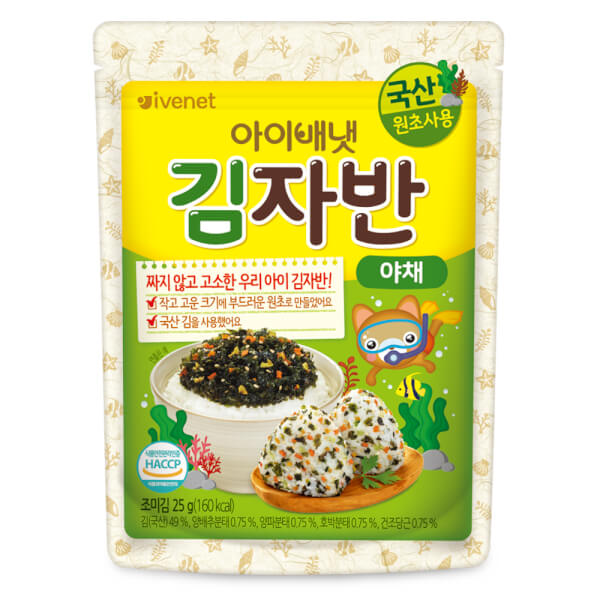 ivenet
국산
원초사용
아이배냇
김자반
야채
짜지 않고 고소한 우리 아이 김자반!
작고 고운 크기에 부드러운 원초로 만들었어요
국산 김을 사용했어요
HACCP
조미김 25 g(160 kcal)
김(국산) 49 %, 양배추분태 0.75 %, 양파분태 0.75 %, 호박분태 0.75 %, 건조당근 0.75 %